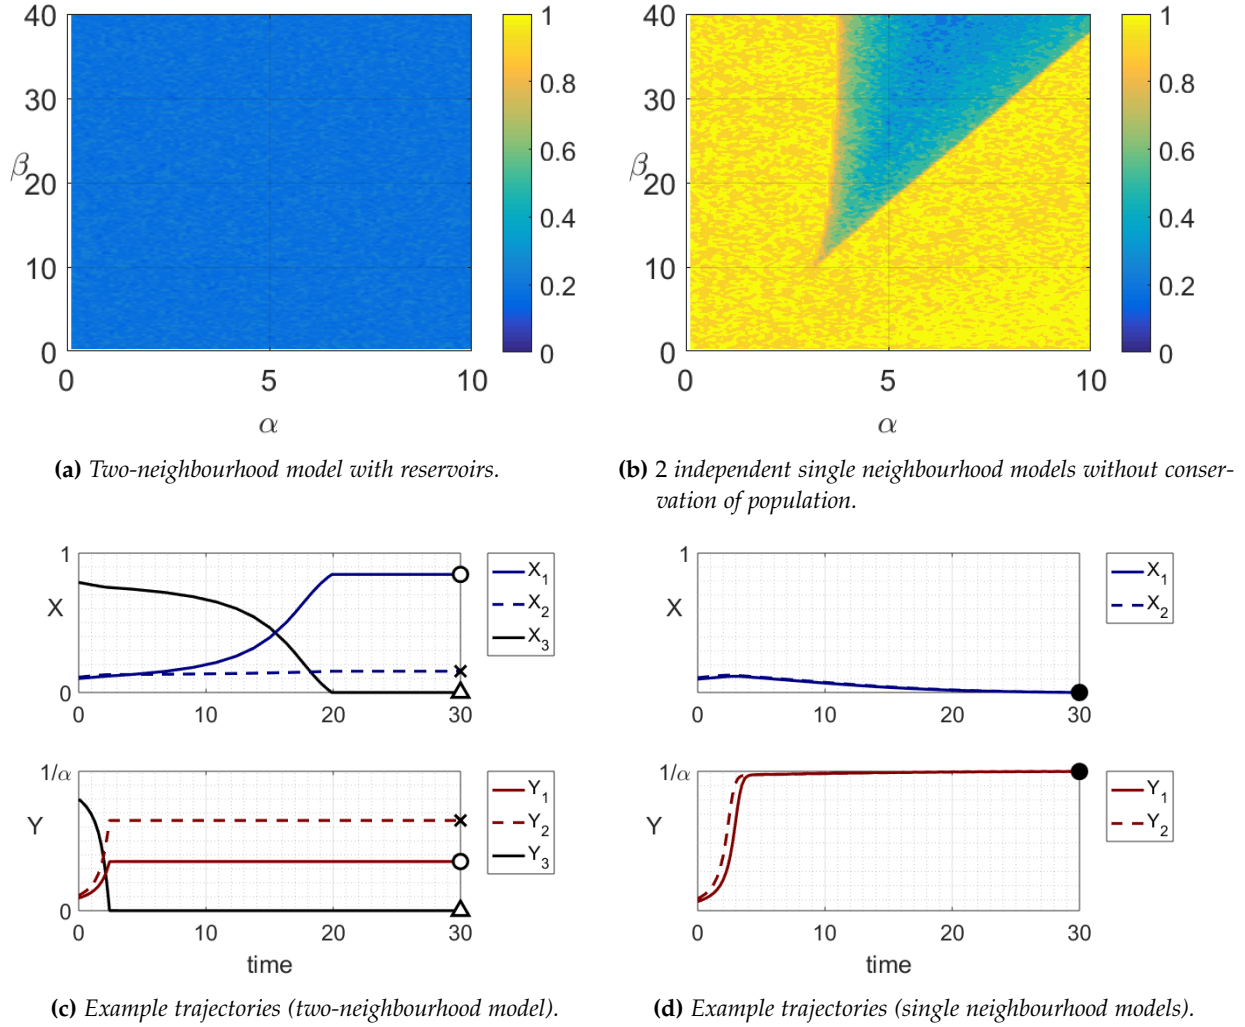 40
30
β
20
10
0
0
5
10
α
1
0.8
0.6
0.4
0.2
0
(a) Two-neighbourhood model with reservoirs.
40
30
β
20
10
0
0
5
10
α
1
0.8
0.6
0.4
0.2
0
(b) 2 independent single neighbourhood models without conser-
vation of population.
1
X
0
0
10
20
30
X1
X2
X3
1/α
Y
0
0
10
20
30
time
Y1
Y2
Y3
(c) Example trajectories (two-neighbourhood model).
1
X
0
0
10
20
30
X1
X2
1/α
Y
0
0
10
20
30
time
Y1
Y2
(d) Example trajectories (single neighbourhood models).